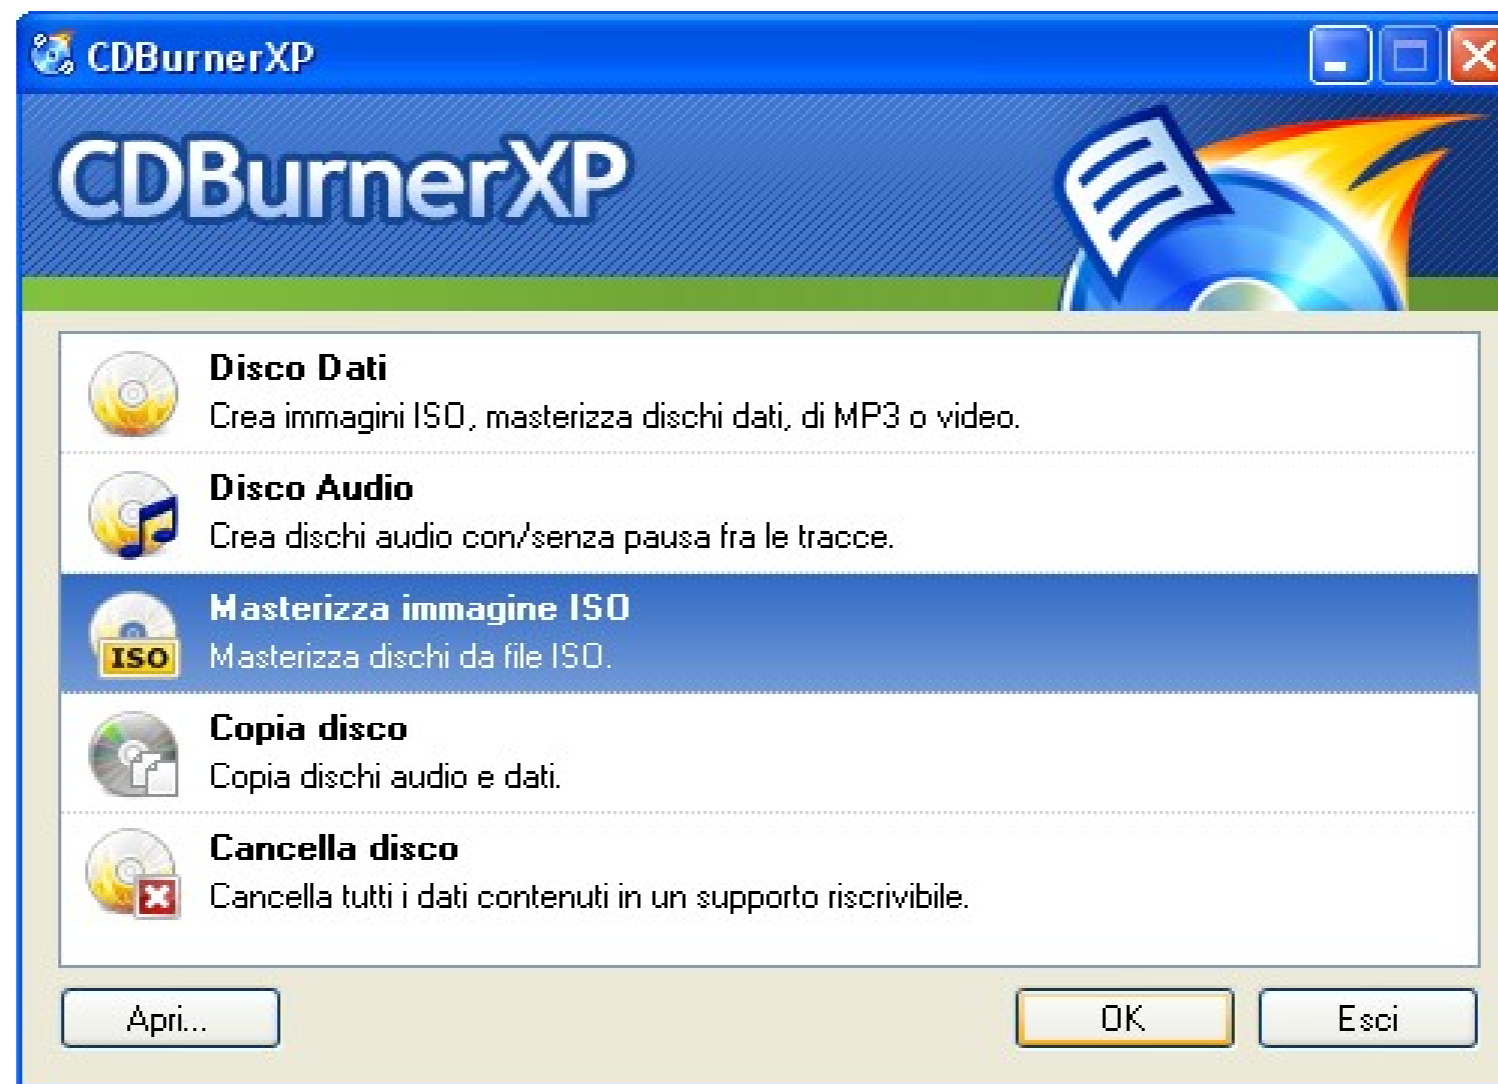 CDBurnerXP
CDBurnerXP
Disco Dati
Crea immagini ISO, masterizza dischi dati, di MP3 o video.
Disco Audio
Crea dischi audio con/senza pausa fra le tracce.
ISO
Masterizza immagine ISO
Masterizza dischi da file ISO.
Copia disco
Copia dischi audio e dati.
Cancella disco
Cancella tutti i dati contenuti in un supporto riscrivibile.
Apri...
OK
Esci